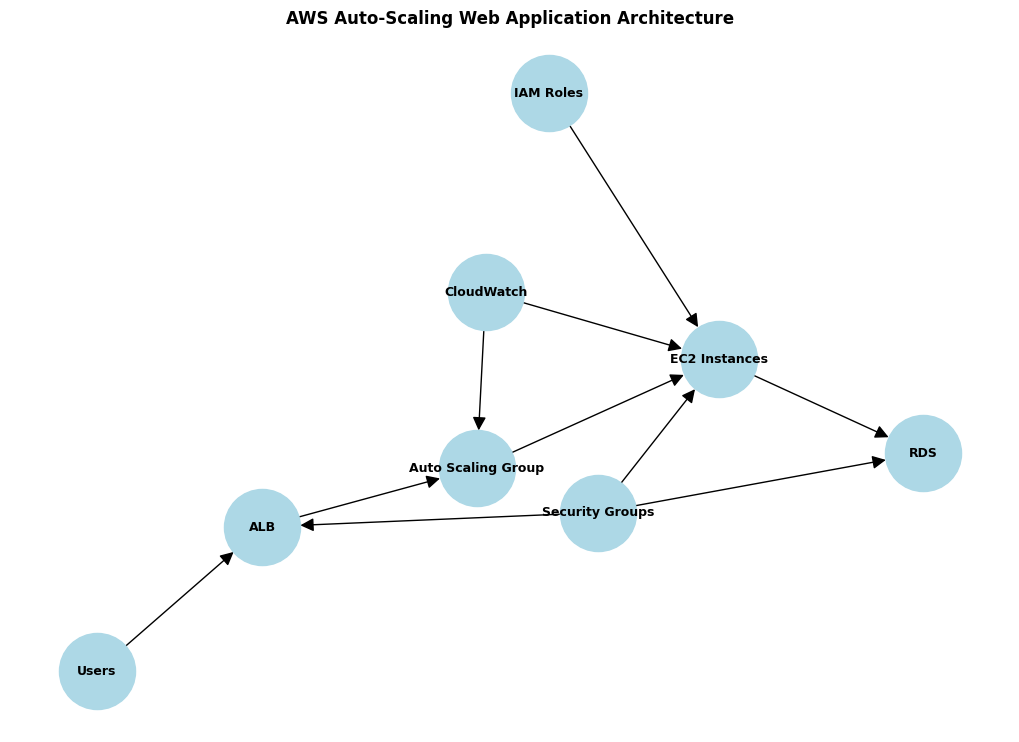 AWS Auto-Scaling Web Application Architecture
IAM Roles
CloudWatch
EC2 Instances
RDS
Auto Scaling Group
Security Groups
ALB
Users